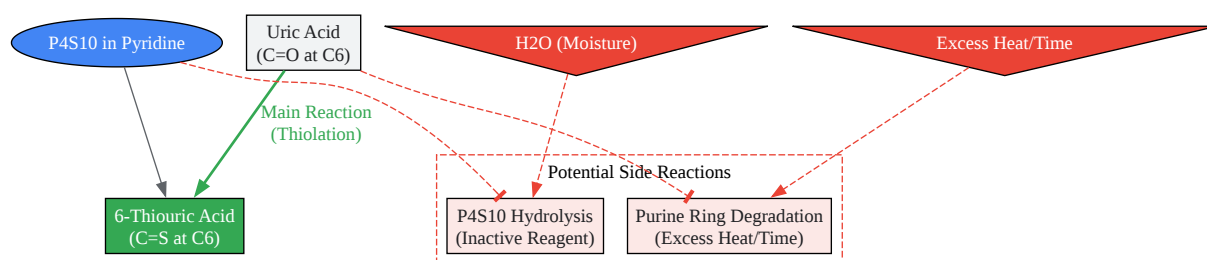 P4S10 in Pyridine
Uric Acid
(C=O at C6)
H2O (Moisture)
Excess Heat/Time
Main Reaction
(Thiolation)
Potential Side Reactions
6-Thiouric Acid
(C=S at C6)
P4S10 Hydrolysis
(Inactive Reagent)
Purine Ring Degradation
(Excess Heat/Time)